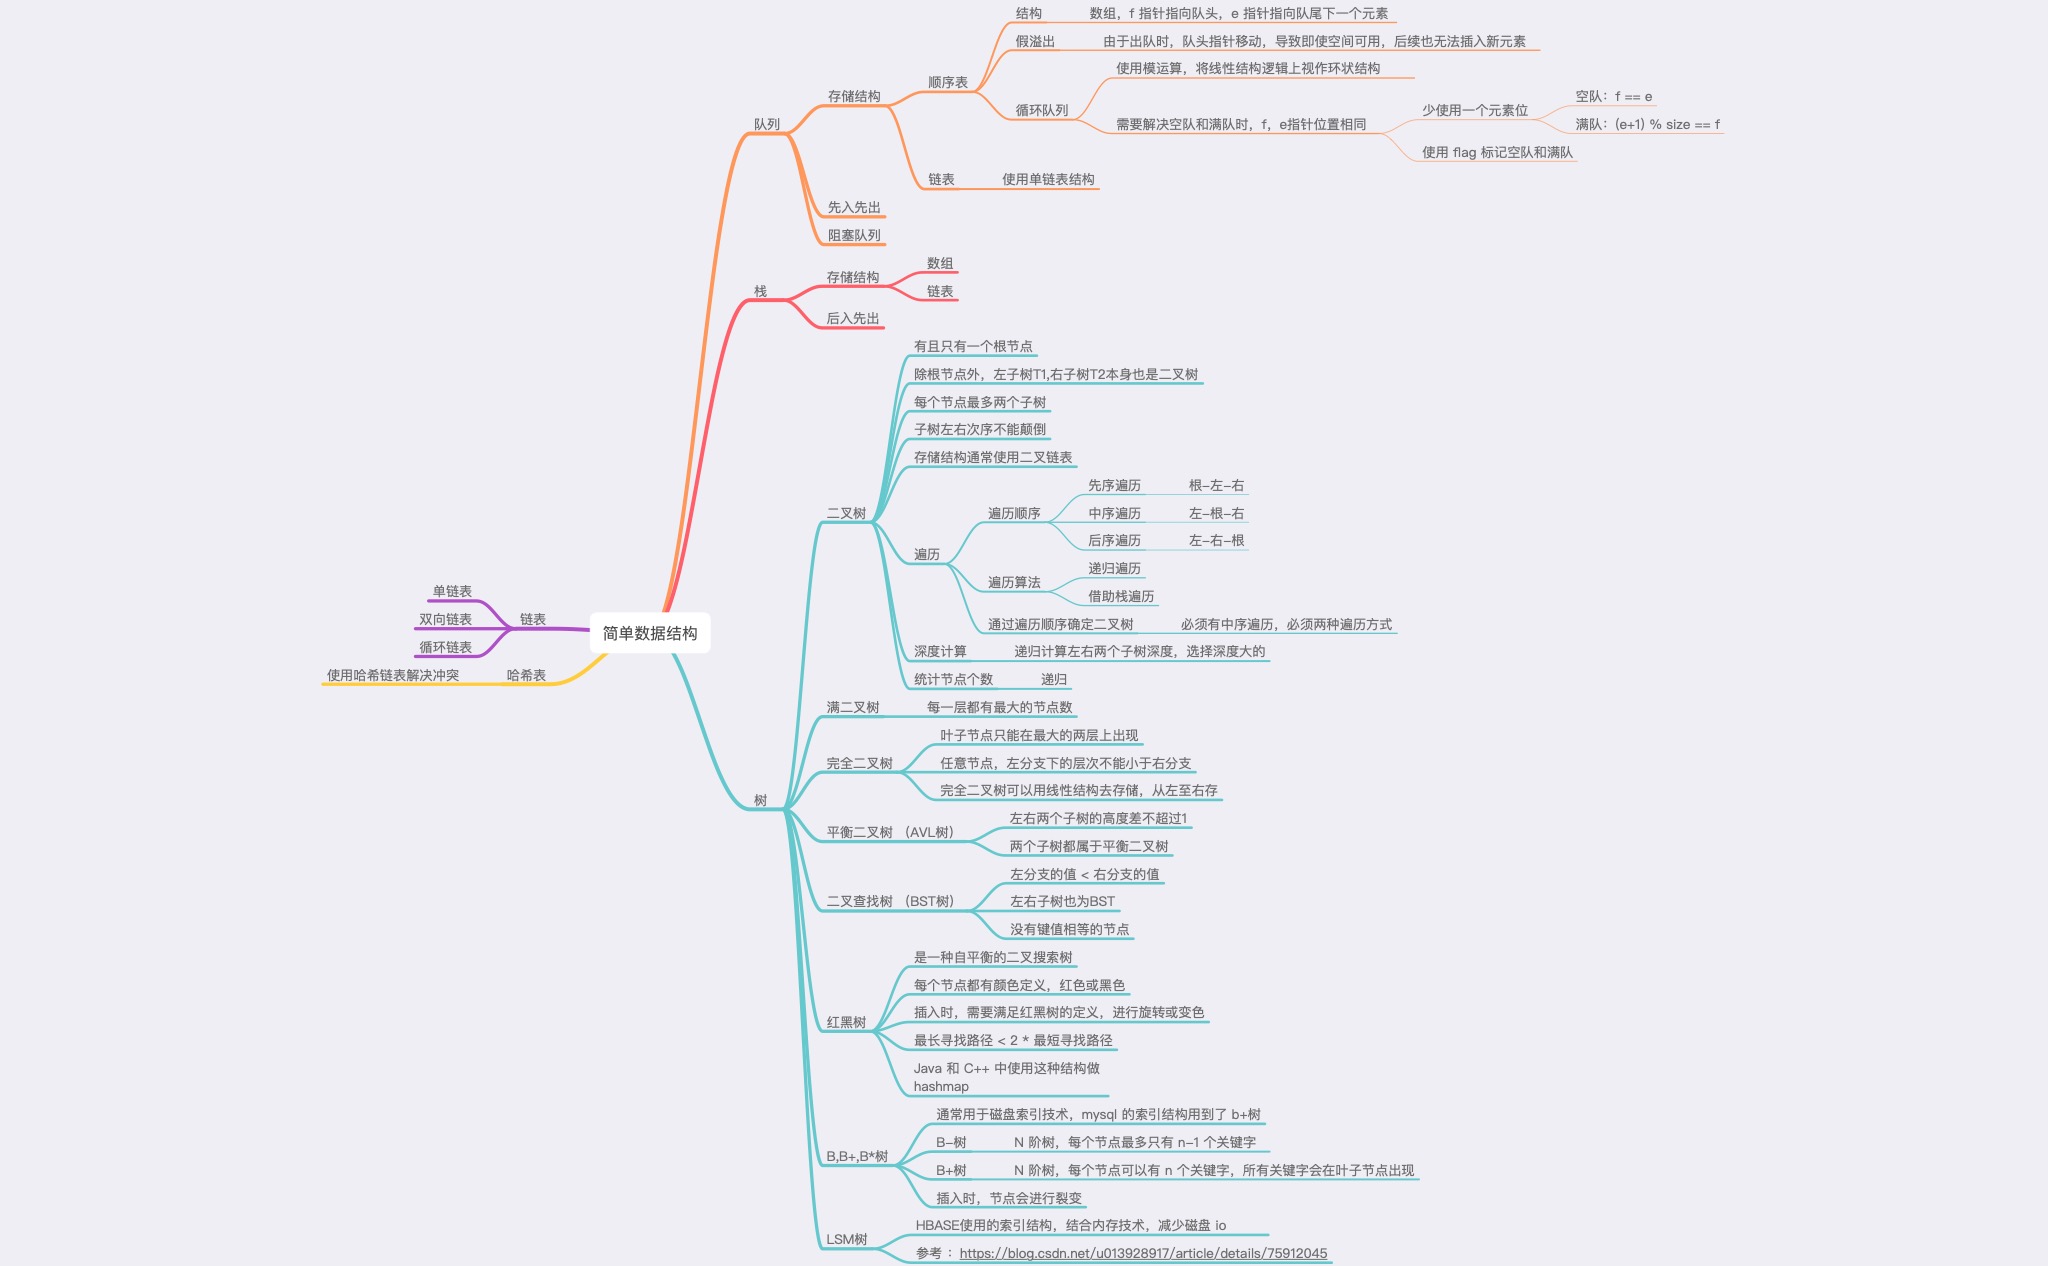 简单数据结构
队列
存储结构
顺序表
结构
数组，f 指针指向队头，e 指针指向队尾下一个元素
假溢出
由于出队时，队头指针移动，导致即使空间可用，后续也无法插入新元素
循环队列
使用模运算，将线性结构逻辑上视作环状结构
需要解决空队和满队时，f，e指针位置相同
少使用一个元素位
空队：f == e
满队：(e+1) % size == f
使用 flag 标记空队和满队
链表
使用单链表结构
先入先出
阻塞队列
栈
存储结构
数组
链表
后入先出
树
二叉树
有且只有一个根节点
除根节点外，左子树T1,右子树T2本身也是二叉树
每个节点最多两个子树
子树左右次序不能颠倒
存储结构通常使用二叉链表
遍历
遍历顺序
先序遍历
根-左-右
中序遍历
左-根-右
后序遍历
左-右-根
遍历算法
递归遍历
借助栈遍历
通过遍历顺序确定二叉树
必须有中序遍历，必须两种遍历方式
深度计算
递归计算左右两个子树深度，选择深度大的
统计节点个数
递归
满二叉树
每一层都有最大的节点数
完全二叉树
叶子节点只能在最大的两层上出现
任意节点，左分支下的层次不能小于右分支
完全二叉树可以用线性结构去存储，从左至右存
平衡二叉树 （AVL树）
左右两个子树的高度差不超过1
两个子树都属于平衡二叉树
二叉查找树 （BST树）
左分支的值 < 右分支的值
左右子树也为BST
没有键值相等的节点
红黑树
是一种自平衡的二叉搜索树
每个节点都有颜色定义，红色或黑色
插入时，需要满足红黑树的定义，进行旋转或变色
最长寻找路径 < 2 * 最短寻找路径
Java 和 C++ 中使用这种结构做
hashmap
B,B+,B*树
通常用于磁盘索引技术，mysql 的索引结构用到了 b+树
B-树
N 阶树，每个节点最多只有 n-1 个关键字
B+树
N 阶树，每个节点可以有 n 个关键字，所有关键字会在叶子节点出现
插入时，节点会进行裂变
LSM树
HBASE使用的索引结构，结合内存技术，减少磁盘 io
参考 ：https://blog.csdn.net/u013928917/article/details/75912045
链表
单链表
双向链表
循环链表
哈希表
使用哈希链表解决冲突